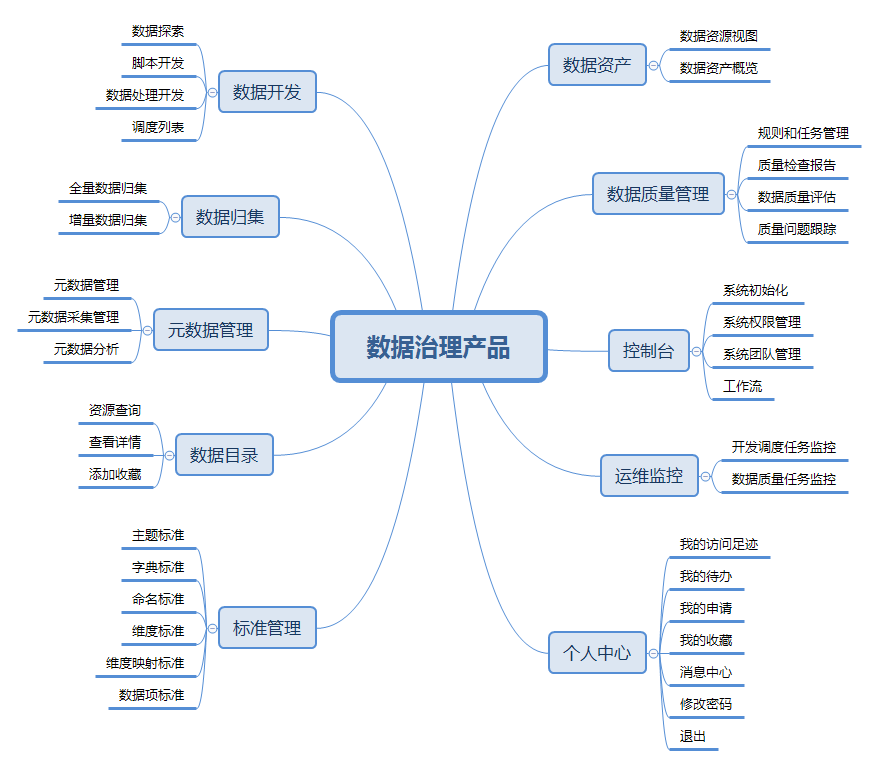 数据治理产品
数据资产
数据资源视图
数据资产概览
数据质量管理
规则和任务管理
质量检查报告
数据质量评估
质量问题跟踪
控制台
系统初始化
系统权限管理
系统团队管理
工作流
运维监控
开发调度任务监控
数据质量任务监控
个人中心
我的访问足迹
我的待办
我的申请
我的收藏
消息中心
修改密码
退出
数据开发
数据探索
脚本开发
数据处理开发
调度列表
数据归集
全量数据归集
增量数据归集
元数据管理
元数据管理
元数据采集管理
元数据分析
数据目录
资源查询
查看详情
添加收藏
标准管理
主题标准
字典标准
命名标准
维度标准
维度映射标准
数据项标准